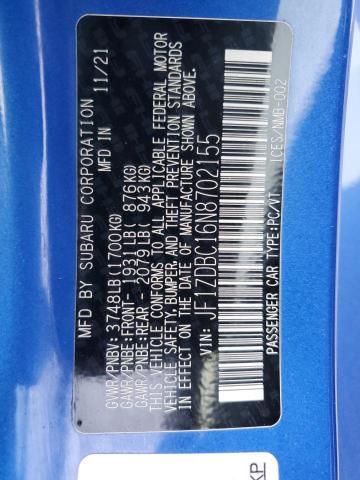 MFD BY SUBARU CORPORATION
MFD IN 11/21
GVWR/PNBV: 3748LB(1700KG)
GAWR/PNBE:FRONT- 1931LB( 876KG)
GAWR/PNBE:REAR - 2079LB( 943KG)
THIS VEHICLE CONFORMS TO ALL APPLICABLE FEDERAL MOTOR
VEHICLE SAFETY, BUMPER, AND THEFT PREVENTION STANDARDS
IN EFFECT ON THE DATE OF MANUFACTURE SHOWN ABOVE.
VIN: JF1ZDBC16N8702155
PASSENGER CAR TYPE:PC/VT ICES/NMB-002
KP